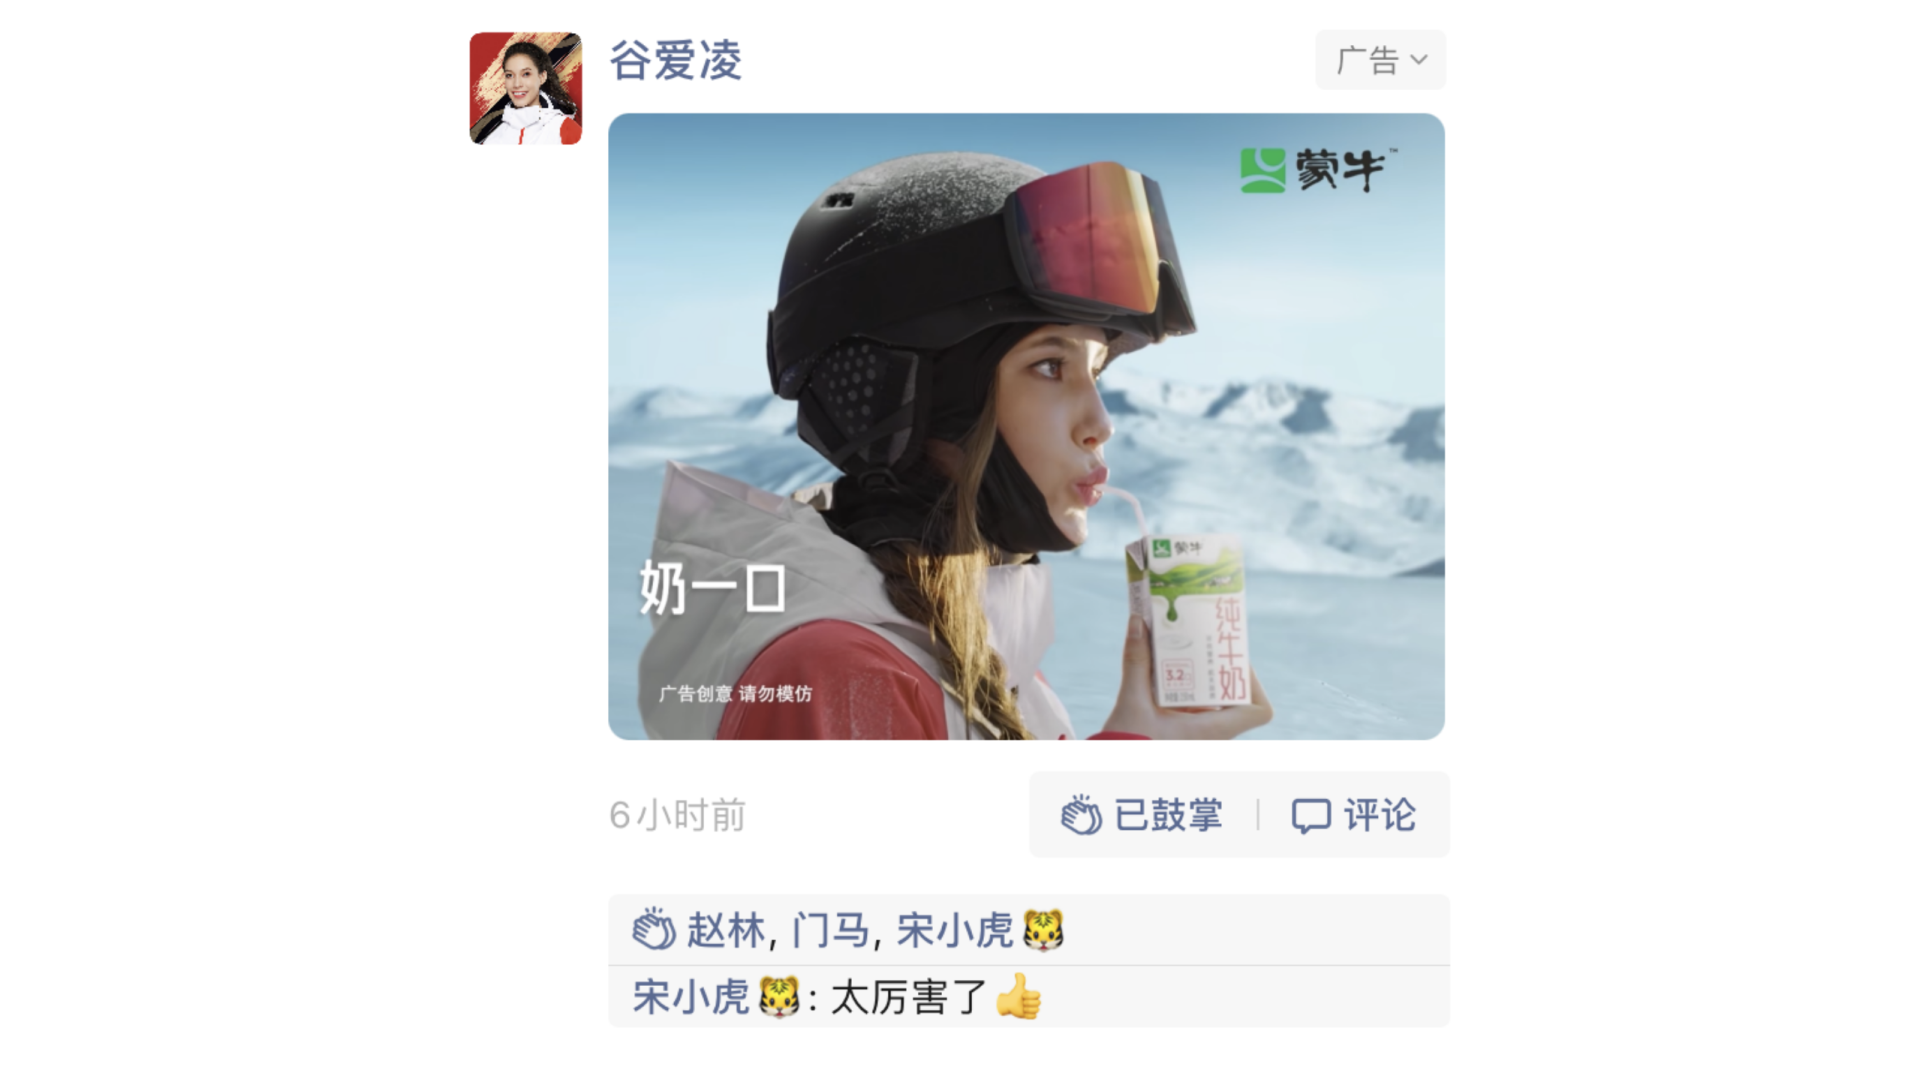 谷爱凌
广告
蒙牛™
蒙牛
纯牛奶
3.2
奶一口
广告创意 请勿模仿
6小时前
已鼓掌 | 评论
赵林, 门马, 宋小虎🐯
宋小虎🐯: 太厉害了👍